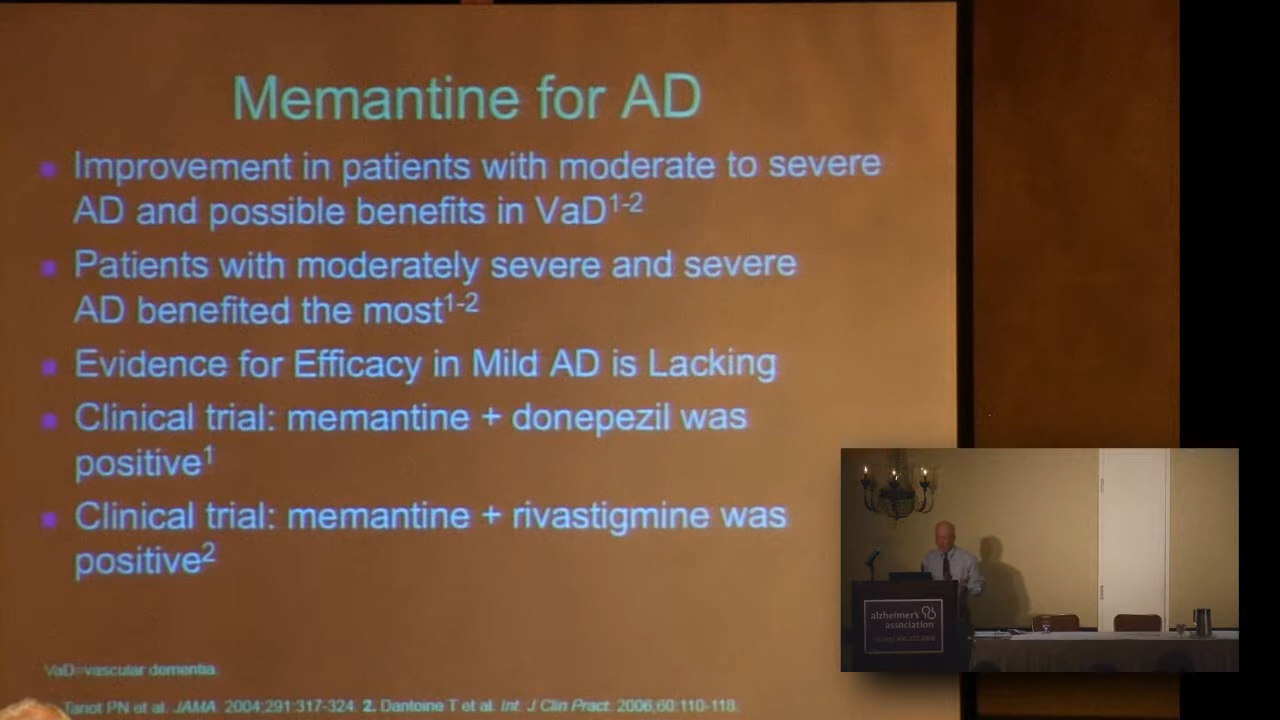 Memantine for AD
Improvement in patients with moderate to severe
AD and possible benefits in VaD1-2
Patients with moderately severe and severe
AD benefited the most1-2
Evidence for Efficacy in Mild AD is Lacking
Clinical trial: memantine + donepezil was
positive1
Clinical trial: memantine + rivastigmine was
positive2
VaD=vascular dementia.
Tariot PN et al. JAMA. 2004;291:317-324. 2. Dantoine T et al. Int. J Clin Pract. 2006;60:110-118.
alzheimer's
association